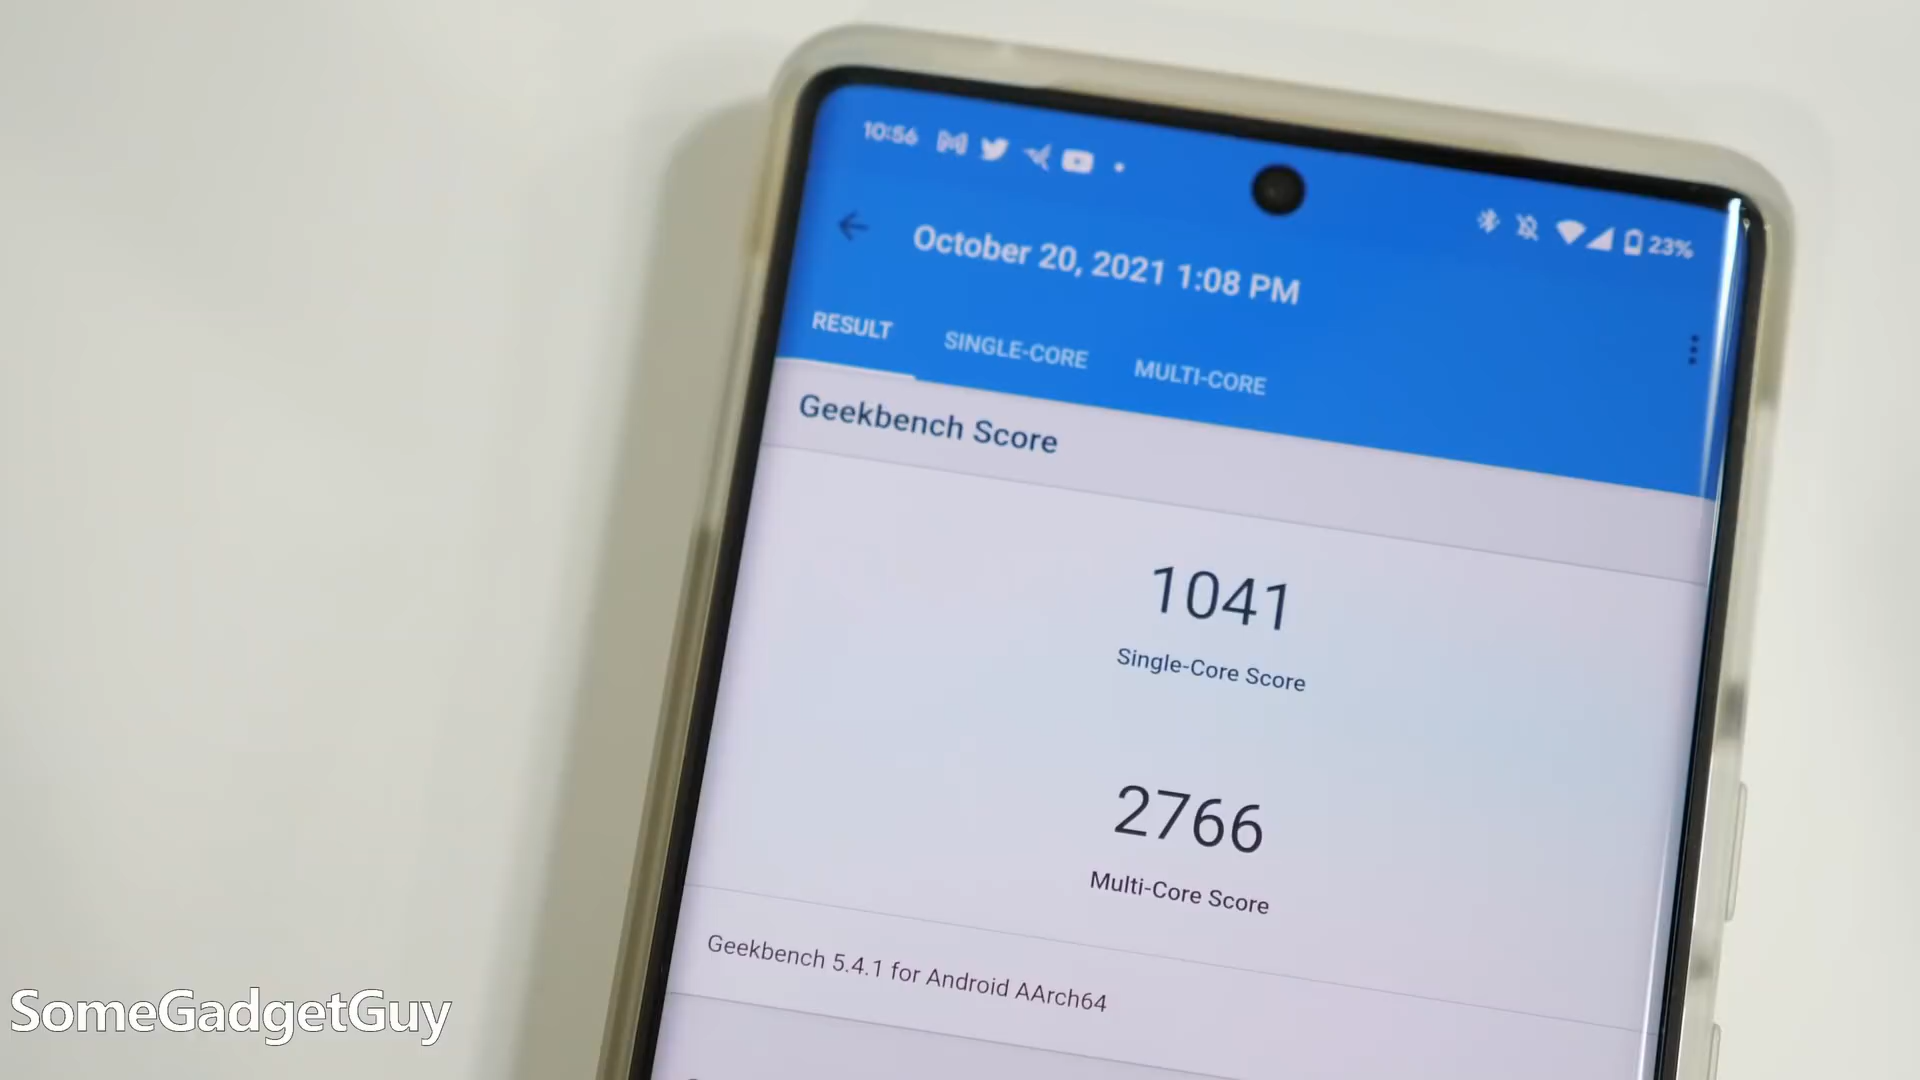 10:56
23%
October 20, 2021 1:08 PM
RESULT SINGLE-CORE MULTI-CORE
Geekbench Score
1041
Single-Core Score
2766
Multi-Core Score
Geekbench 5.4.1 for Android AArch64
SomeGadgetGuy